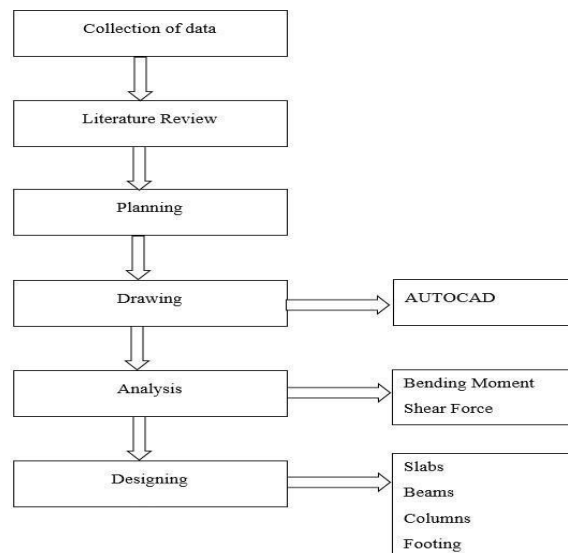 Collection of data
Literature Review
Planning
Drawing
AUTOCAD
Analysis
Bending Moment
Shear Force
Designing
Slabs
Beams
Columns
Footing